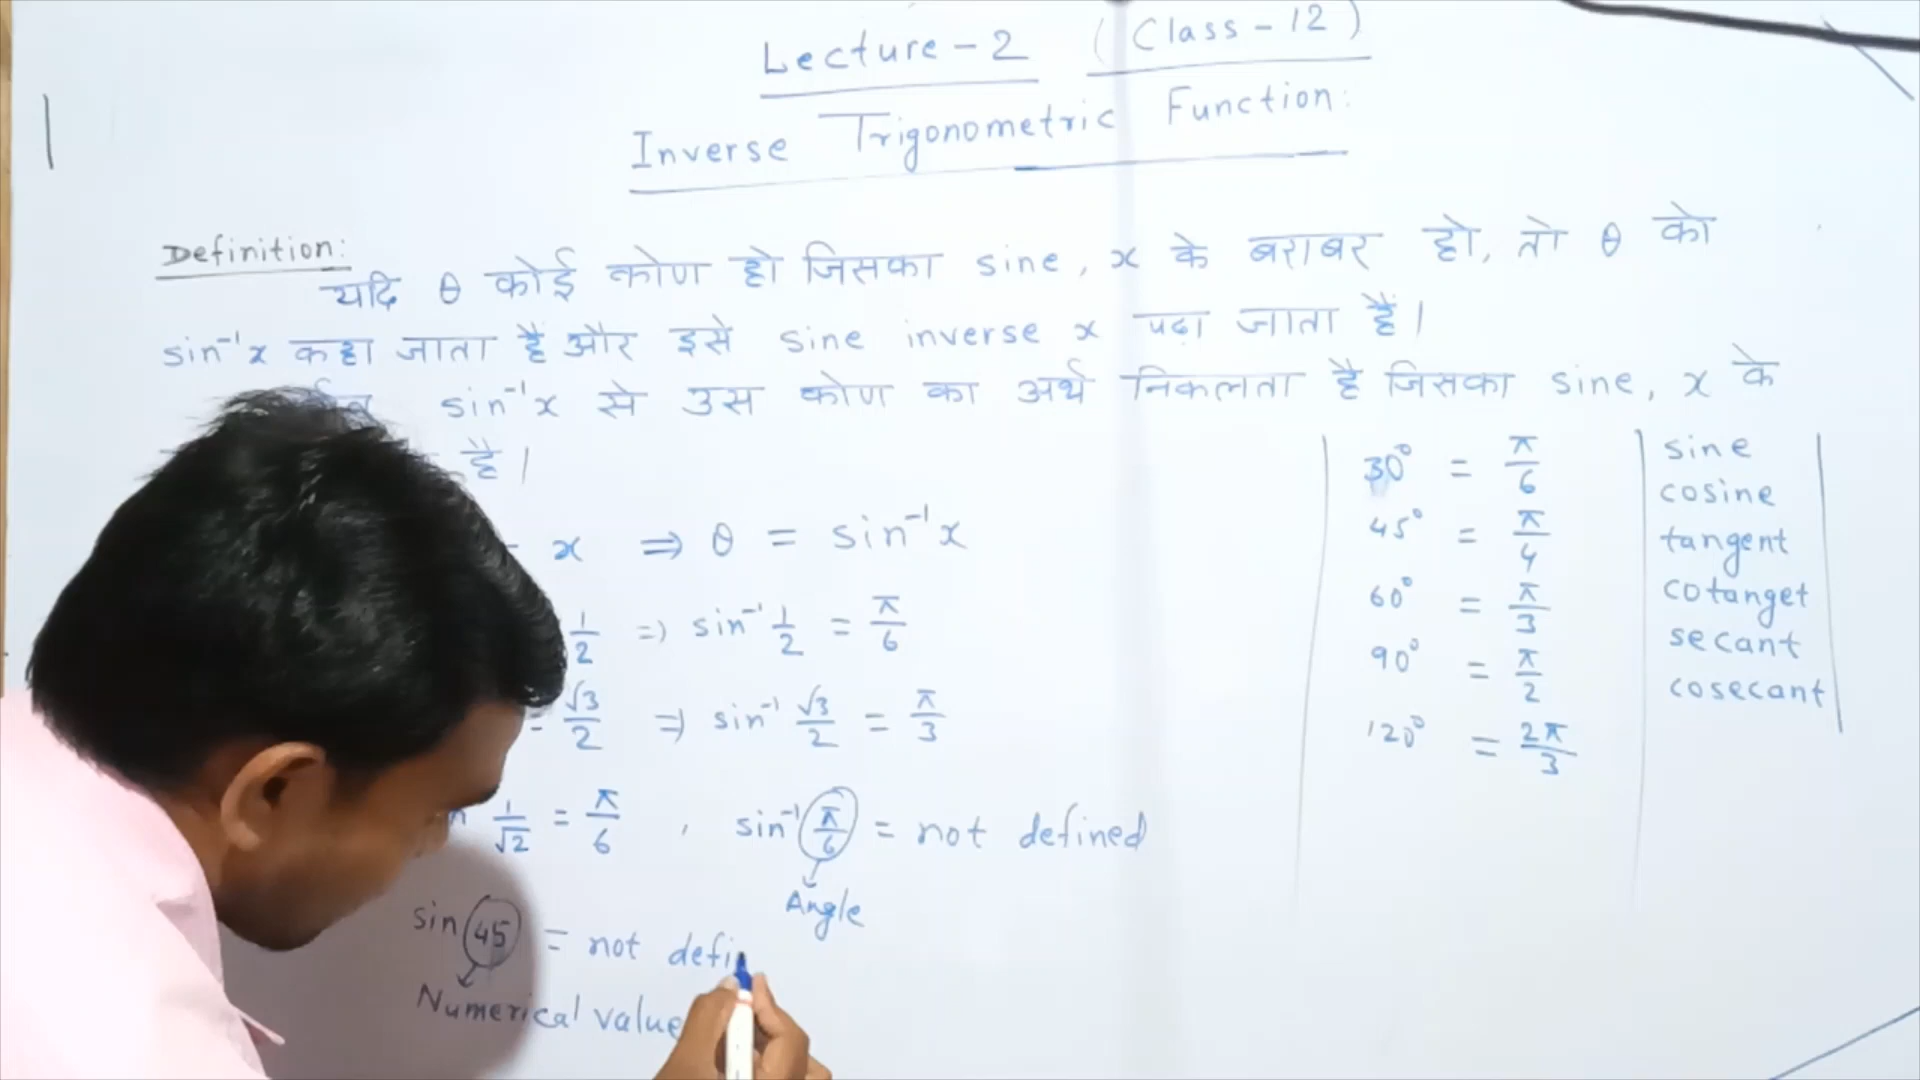 Lecture - 2 (Class - 12)
Inverse Trigonometric Function:
Definition:
यदि θ कोई कोण हो जिसका sine, x के बराबर हो, तो θ को
sin⁻¹x कहा जाता है और इसे sine inverse x पढ़ा जाता है।
sin⁻¹x से उस कोण का अर्थ निकलता है जिसका sine, x के
है।
x ⇒ θ = sin⁻¹x
1/2 ⇒ sin⁻¹ 1/2 = π/6
= √3/2 ⇒ sin⁻¹ √3/2 = π/3
1/√2 = π/6 , sin⁻¹ π/6 = not defined
Angle
sin 45 = not defi
Numerical value
30° = π/6
45° = π/4
60° = π/3
90° = π/2
120° = 2π/3
sine
cosine
tangent
cotanget
secant
cosecant